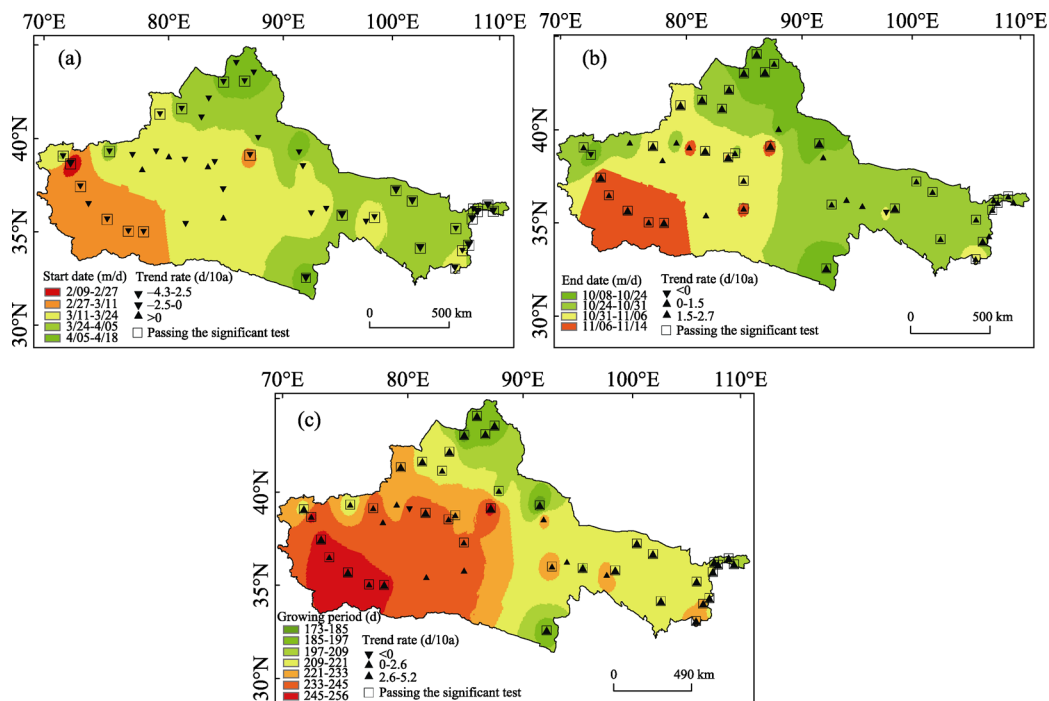 70°E 80°E 90°E 100°E 110°E
(a)
40°N
35°N
30°N
Start date (m/d)
2/09-2/27
2/27-3/11
3/11-3/24
3/24-4/05
4/05-4/18
Trend rate (d/10a)
−4.3-2.5
−2.5-0
>0
Passing the significant test
0 500 km
70°E 80°E 90°E 100°E 110°E
(b)
40°N
35°N
30°N
End date (m/d)
10/08-10/24
10/24-10/31
10/31-11/06
11/06-11/14
Trend rate (d/10a)
<0
0-1.5
1.5-2.7
Passing the significant test
0 500 km
70°E 80°E 90°E 100°E 110°E
(c)
40°N
35°N
30°N
Growing period (d)
173-185
185-197
197-209
209-221
221-233
233-245
245-256
Trend rate (d/10a)
<0
0-2.6
2.6-5.2
Passing the significant test
0 490 km